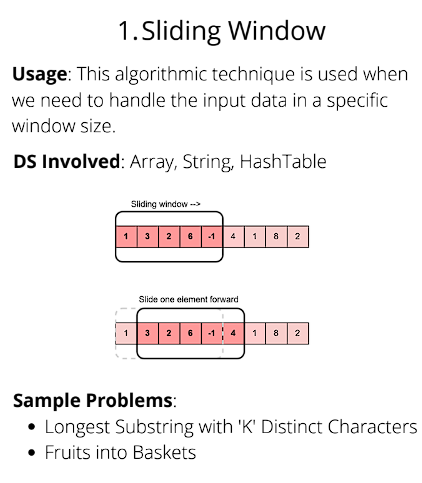 1. Sliding Window
Usage: This algorithmic technique is used when
we need to handle the input data in a specific
window size.
DS Involved: Array, String, HashTable
Sliding window -->
1 3 2 6 -1 4 1 8 2
Slide one element forward
1 3 2 6 -1 4 1 8 2
Sample Problems:
• Longest Substring with 'K' Distinct Characters
• Fruits into Baskets